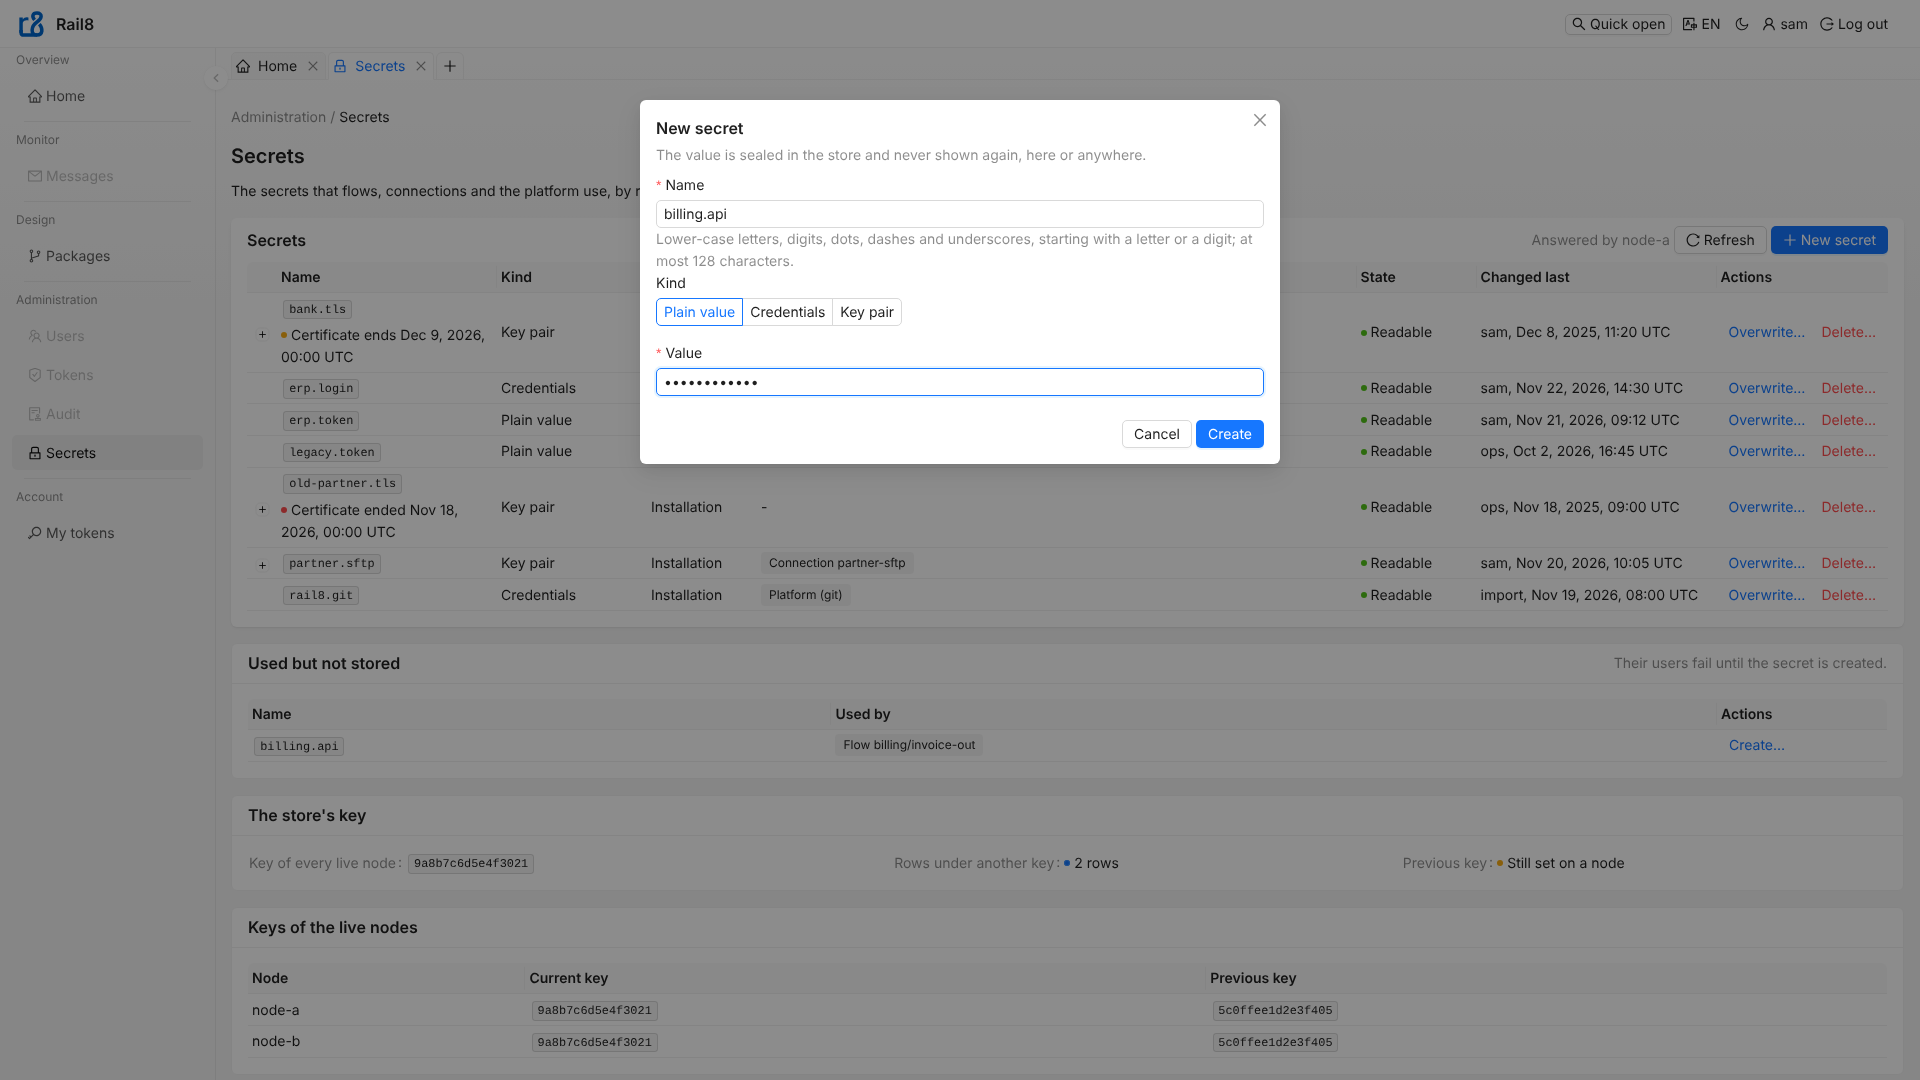 r8 Rail8
Quick open EN sam Log out
Overview
Home
Monitor
Messages
Design
Packages
Administration
Users
Tokens
Audit
Secrets
Account
My tokens
Home Secrets
Administration / Secrets
Secrets
The secrets that flows, connections and the platform use, by
Secrets
Answered by node-a Refresh New secret
Name Kind State Changed last Actions
bank.tls
Certificate ends Dec 9, 2026,
00:00 UTC
Key pair Readable sam, Dec 8, 2025, 11:20 UTC Overwrite... Delete...
erp.login Credentials Readable sam, Nov 22, 2026, 14:30 UTC Overwrite... Delete...
erp.token Plain value Readable sam, Nov 21, 2026, 09:12 UTC Overwrite... Delete...
legacy.token Plain value Readable ops, Oct 2, 2026, 16:45 UTC Overwrite... Delete...
old-partner.tls
Certificate ended Nov 18,
2026, 00:00 UTC
Key pair Installation - Readable ops, Nov 18, 2025, 09:00 UTC Overwrite... Delete...
partner.sftp Key pair Installation Connection partner-sftp Readable sam, Nov 20, 2026, 10:05 UTC Overwrite... Delete...
rail8.git Credentials Installation Platform (git) Readable import, Nov 19, 2026, 08:00 UTC Overwrite... Delete...
New secret
The value is sealed in the store and never shown again, here or anywhere.
* Name
billing.api
Lower-case letters, digits, dots, dashes and underscores, starting with a letter or a digit; at
most 128 characters.
Kind
Plain value Credentials Key pair
* Value
••••••••••••
Cancel Create
Used but not stored
Their users fail until the secret is created.
Name Used by Actions
billing.api Flow billing/invoice-out Create...
The store's key
Key of every live node: 9a8b7c6d5e4f3021 Rows under another key: 2 rows Previous key: Still set on a node
Keys of the live nodes
Node Current key Previous key
node-a 9a8b7c6d5e4f3021 5c0ffee1d2e3f405
node-b 9a8b7c6d5e4f3021 5c0ffee1d2e3f405